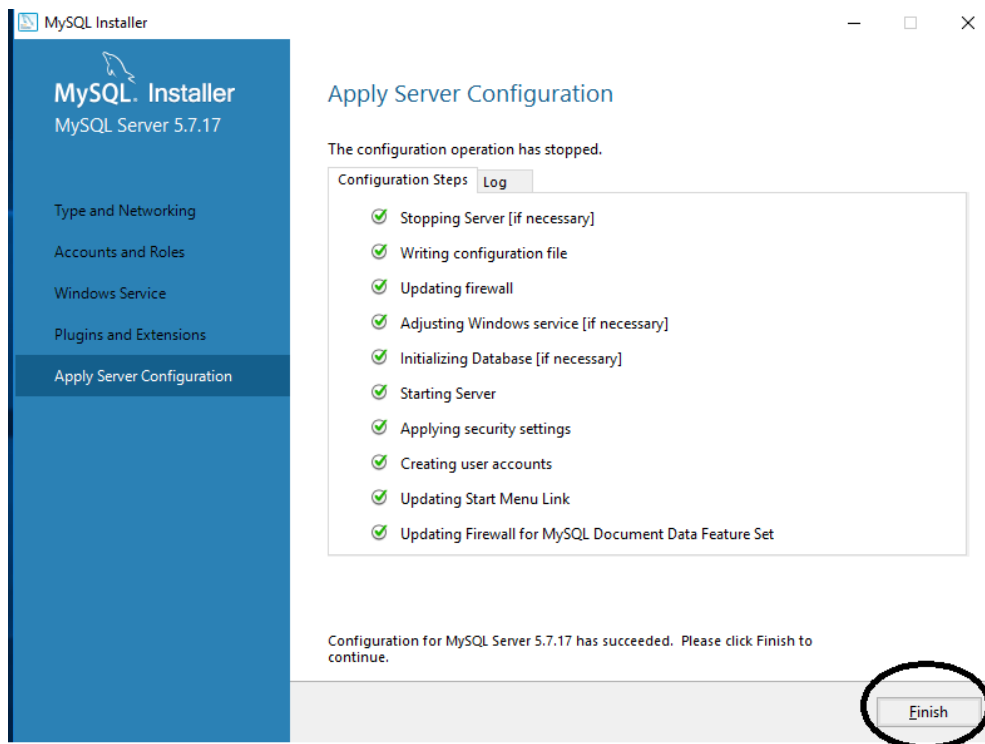 MySQL Installer
MySQL. Installer
MySQL Server 5.7.17
Type and Networking
Accounts and Roles
Windows Service
Plugins and Extensions
Apply Server Configuration
Apply Server Configuration
The configuration operation has stopped.
Configuration Steps Log
Stopping Server [if necessary]
Writing configuration file
Updating firewall
Adjusting Windows service [if necessary]
Initializing Database [if necessary]
Starting Server
Applying security settings
Creating user accounts
Updating Start Menu Link
Updating Firewall for MySQL Document Data Feature Set
Configuration for MySQL Server 5.7.17 has succeeded. Please click Finish to
continue.
Finish